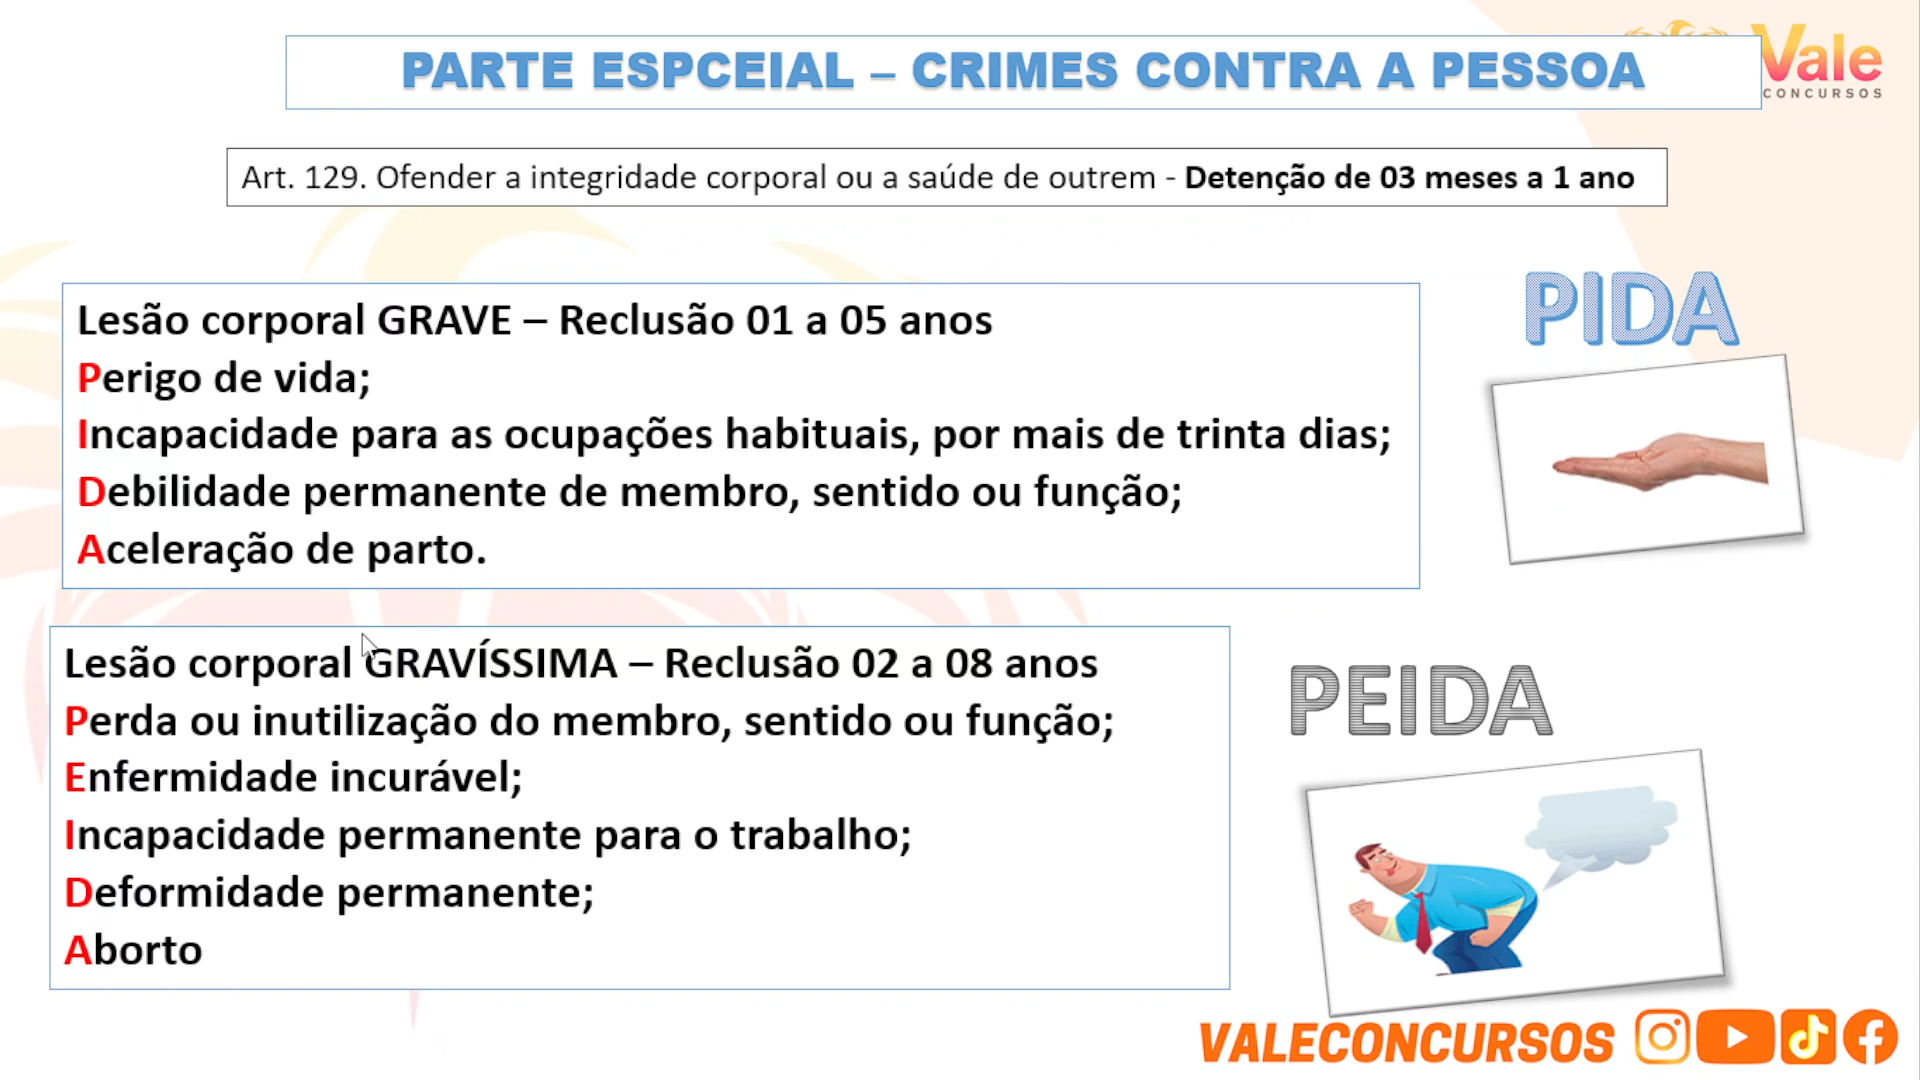 PARTE ESPCEIAL – CRIMES CONTRA A PESSOA
Vale
CONCURSOS
Art. 129. Ofender a integridade corporal ou a saúde de outrem - Detenção de 03 meses a 1 ano
Lesão corporal GRAVE – Reclusão 01 a 05 anos
Perigo de vida;
Incapacidade para as ocupações habituais, por mais de trinta dias;
Debilidade permanente de membro, sentido ou função;
Aceleração de parto.
PIDA
Lesão corporal GRAVÍSSIMA – Reclusão 02 a 08 anos
Perda ou inutilização do membro, sentido ou função;
Enfermidade incurável;
Incapacidade permanente para o trabalho;
Deformidade permanente;
Aborto
PEIDA
VALECONCURSOS